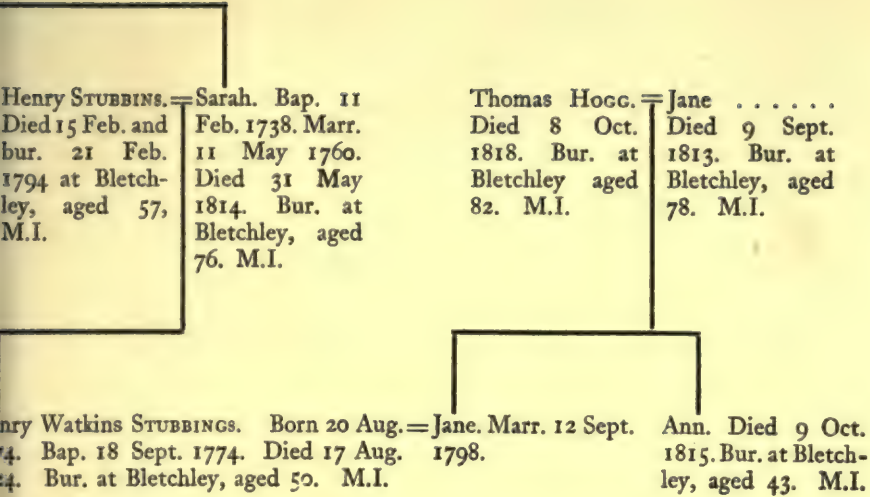 Henry STUBBINS. = Sarah. Bap. 11
Died 15 Feb. and
bur. 21 Feb.
1794 at Bletch-
ley, aged 57,
M.I.
Feb. 1738. Marr.
11 May 1760.
Died 31 May
1814. Bur. at
Bletchley, aged
76. M.I.
Thomas HOGG. = Jane . . . . . .
Died 8 Oct.
1818. Bur. at
Bletchley aged
82. M.I.
Died 9 Sept.
1813. Bur. at
Bletchley, aged
78. M.I.
nry Watkins STUBBINGS. Born 20 Aug. = Jane. Marr. 12 Sept.
74. Bap. 18 Sept. 1774. Died 17 Aug.
24. Bur. at Bletchley, aged 50. M.I.
1798.
Ann. Died 9 Oct.
1815. Bur. at Bletch-
ley, aged 43. M.I.